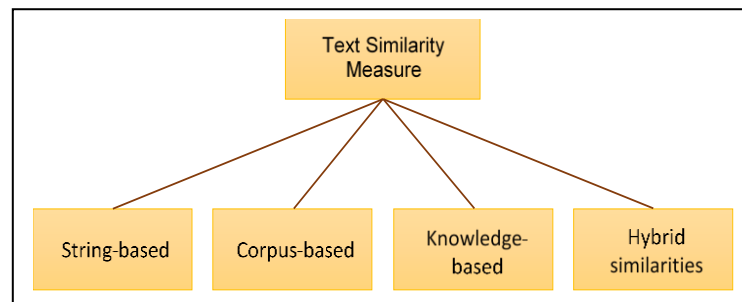 Text Similarity
Measure
String-based
Corpus-based
Knowledge-
based
Hybrid
similarities